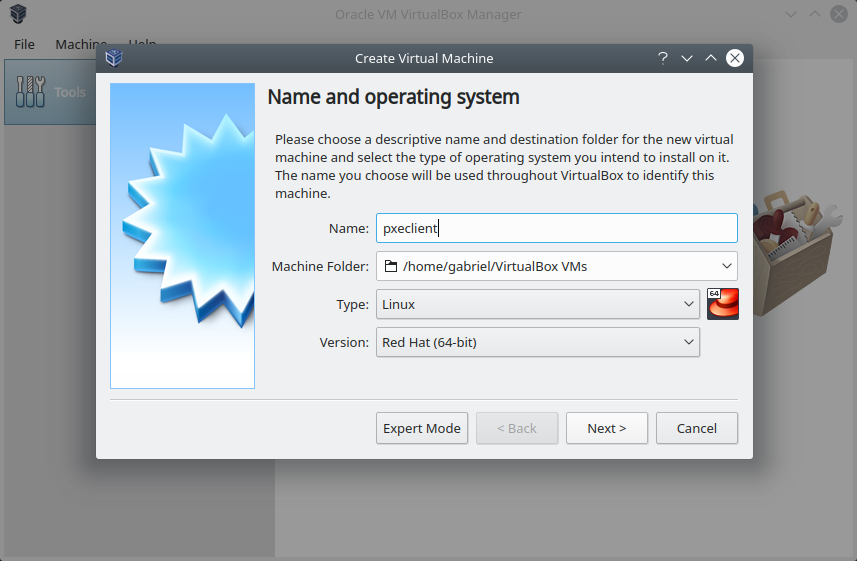 Oracle VM VirtualBox Manager
File Machine Help
Create Virtual Machine
Tools
Name and operating system
Please choose a descriptive name and destination folder for the new virtual
machine and select the type of operating system you intend to install on it.
The name you choose will be used throughout VirtualBox to identify this
machine.
Name: pxeclient
Machine Folder: /home/gabriel/VirtualBox VMs
Type: Linux 64
Version: Red Hat (64-bit)
Expert Mode < Back Next > Cancel